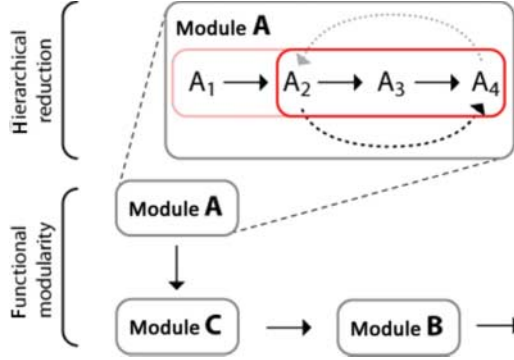 Hierarchical
reduction
Module A
A₁ A₂ A₃ A₄
Functional
modularity
Module A
Module C Module B